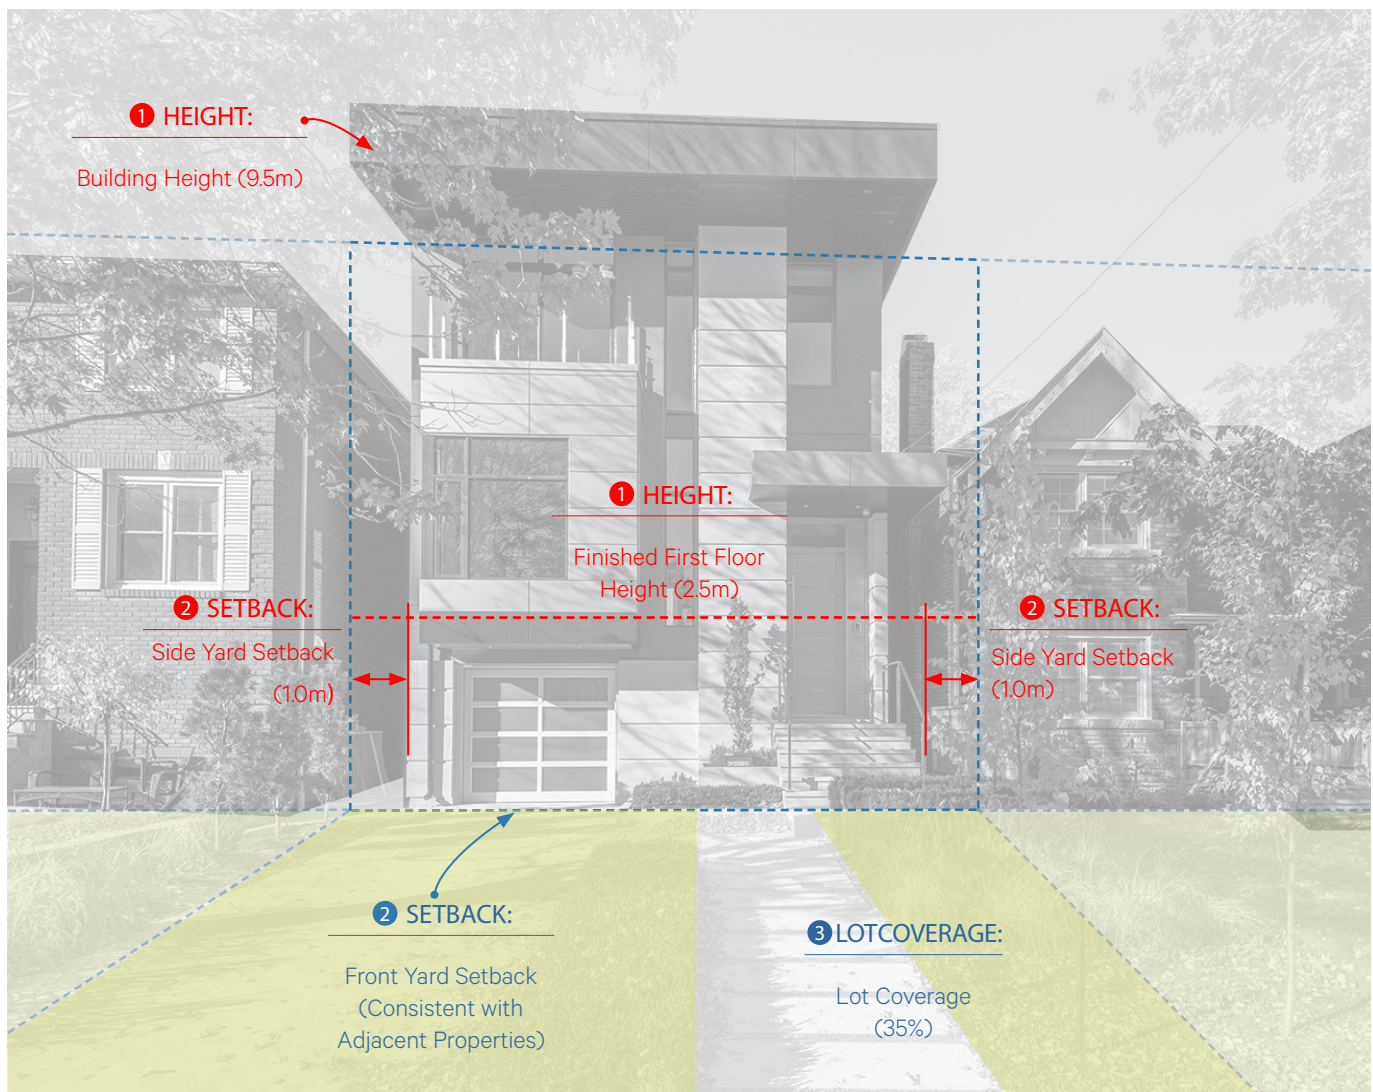 1 HEIGHT:
Building Height (9.5m)
1 HEIGHT:
Finished First Floor
Height (2.5m)
2 SETBACK:
Side Yard Setback
(1.0m)
2 SETBACK:
Side Yard Setback
(1.0m)
2 SETBACK:
Front Yard Setback
(Consistent with
Adjacent Properties)
3 LOTCOVERAGE:
Lot Coverage
(35%)